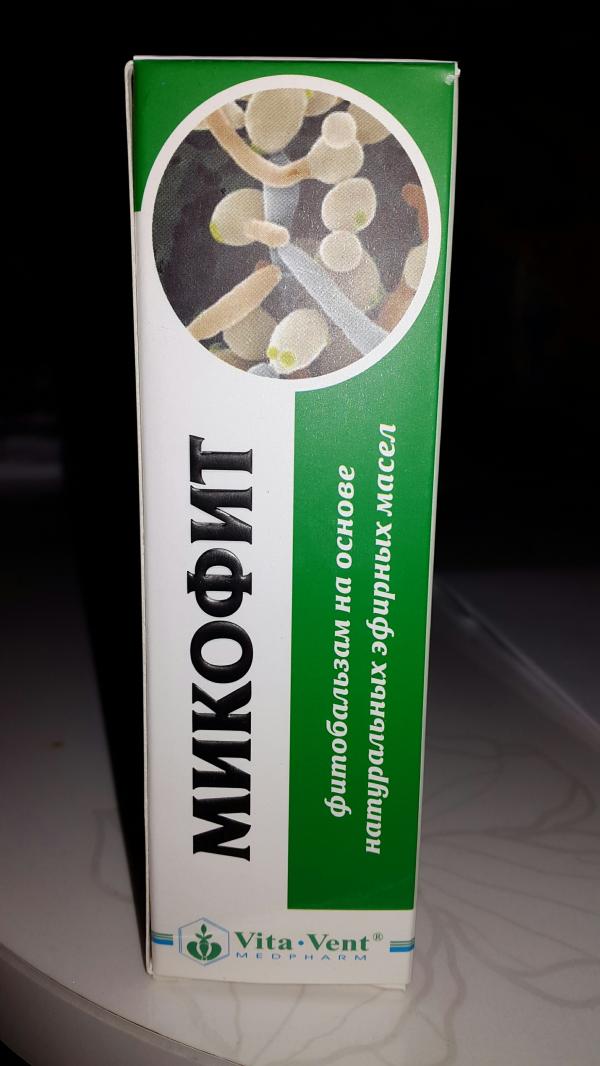 МИКОФИТ
фитобальзам на основе
натуральных эфирных масел
Vita·Vent®
MEDPHARM